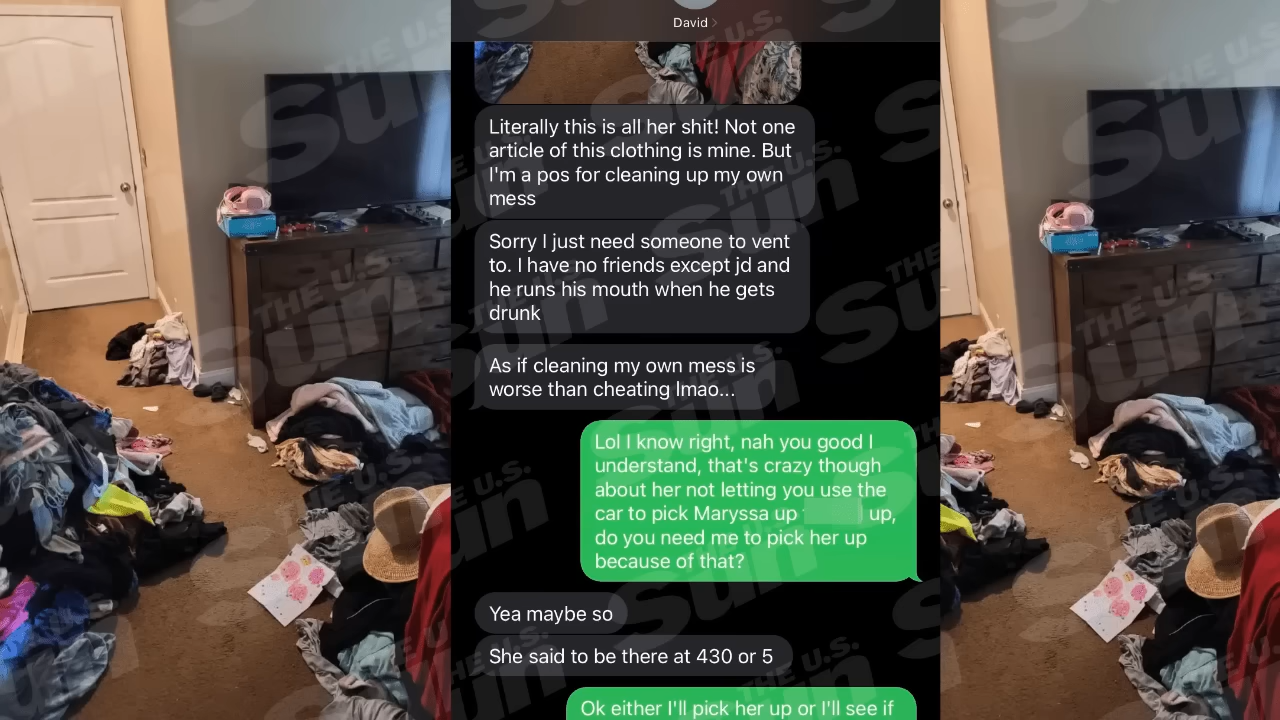 David
Literally this is all her shit! Not one
article of this clothing is mine. But
I'm a pos for cleaning up my own
mess
Sorry I just need someone to vent
to. I have no friends except jd and
he runs his mouth when he gets
drunk
As if cleaning my own mess is
worse than cheating lmao...
Lol I know right, nah you good I
understand, that's crazy though
about her not letting you use the
car to pick Maryssa up up,
do you need me to pick her up
because of that?
Yea maybe so
She said to be there at 430 or 5
Ok either I'll pick her up or I'll see if
THE U.S. Sun